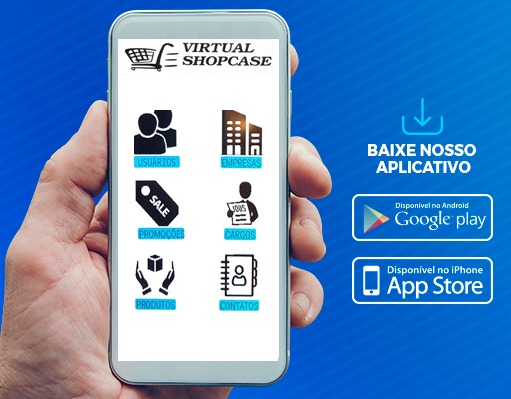 VIRTUAL
SHOPCASE
USUÁRIOS
EMPRESAS
SALE
PROMOÇÕES
JOBS
CARGOS
PRODUTOS
CONTATOS
BAIXE NOSSO
APLICATIVO
Disponível no Android
Google play
Disponível no iPhone
App Store